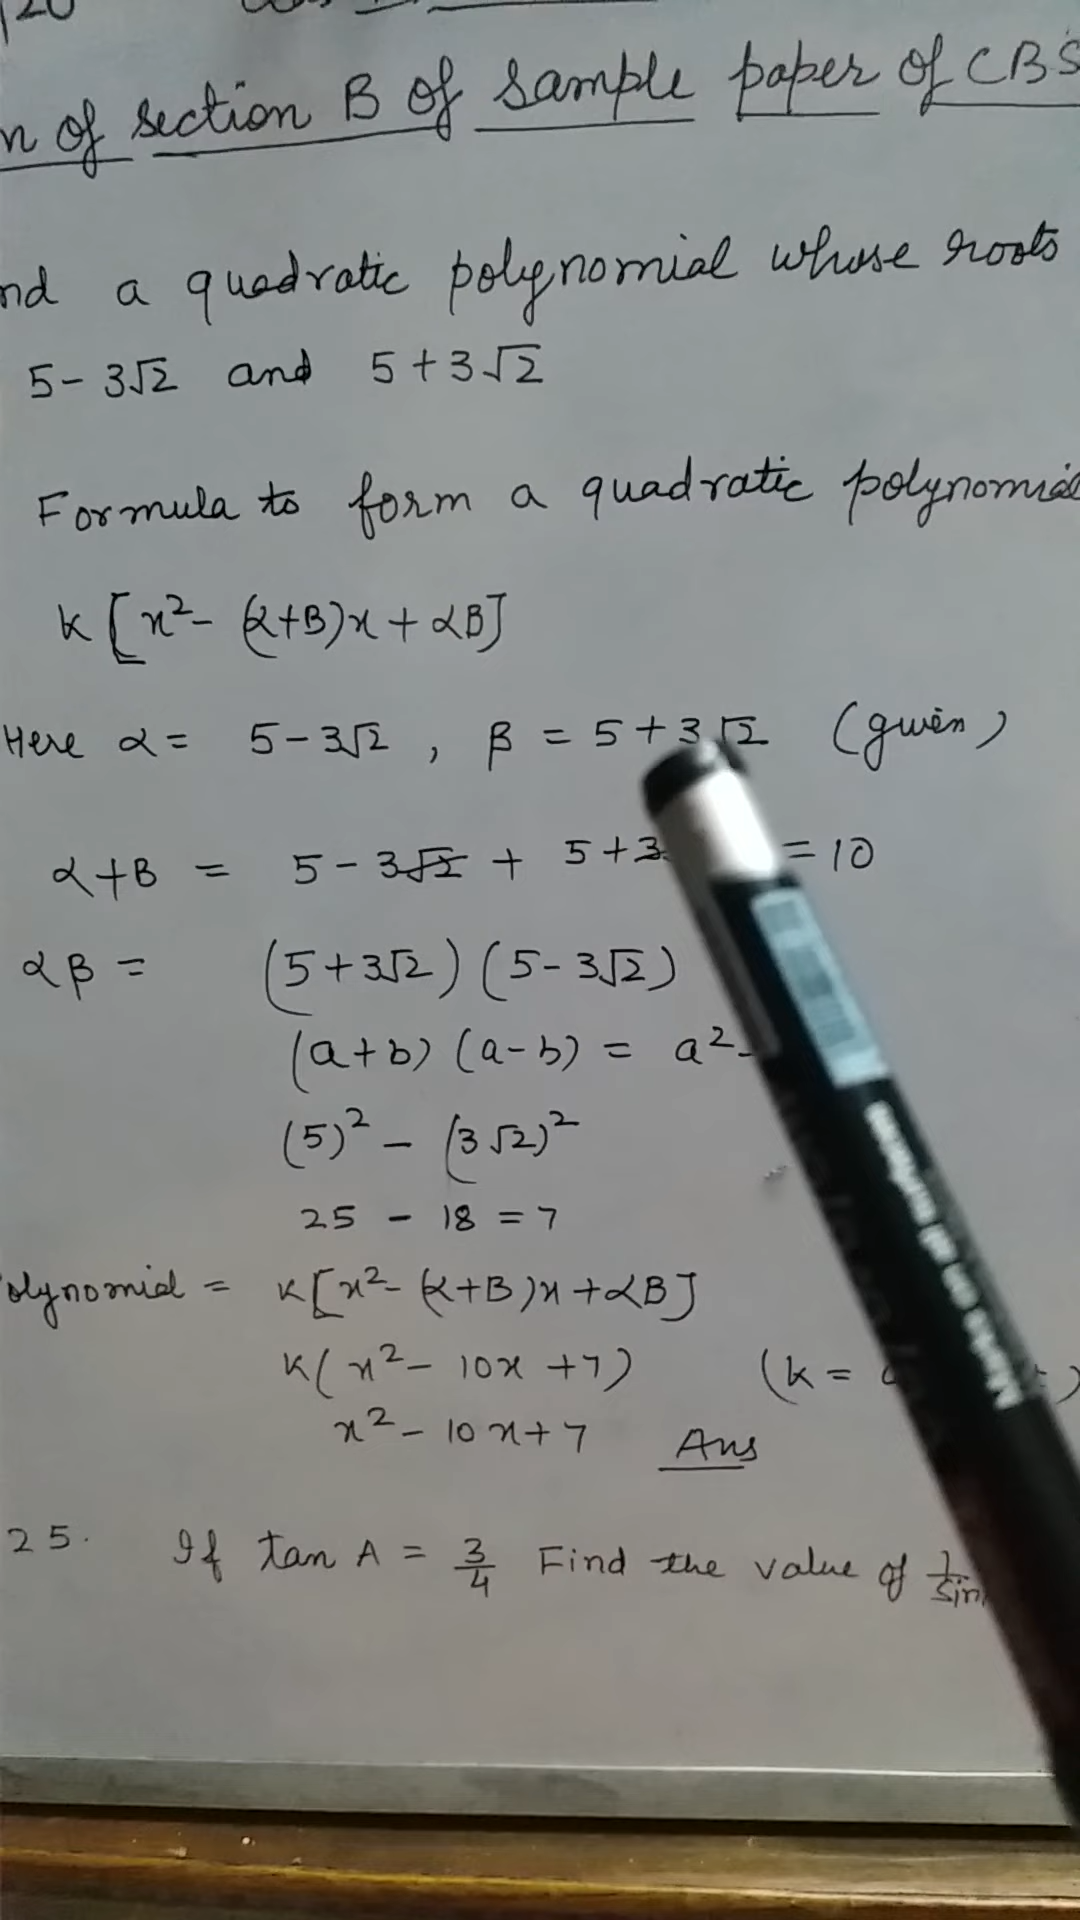 n of section B of sample paper of CBS
nd a quadratic polynomial whose roots
5-3√2 and 5+3√2
Formula to form a quadratic polynomial
K[x²-(α+B)x+αB]
Here α = 5-3√2, β = 5+3√2 (given)
α+B = 5-3√2 + 5+3 =10
αβ = (5+3√2)(5-3√2)
(a+b)(a-b) = a²-
(5)² - (3√2)²
25 - 18 = 7
olynomial = K[x²-(α+B)x+αB]
K(x²- 10x +7) (K =
x²- 10x+7 Ans
25. If tan A = 3/4 Find the value of 1/sin